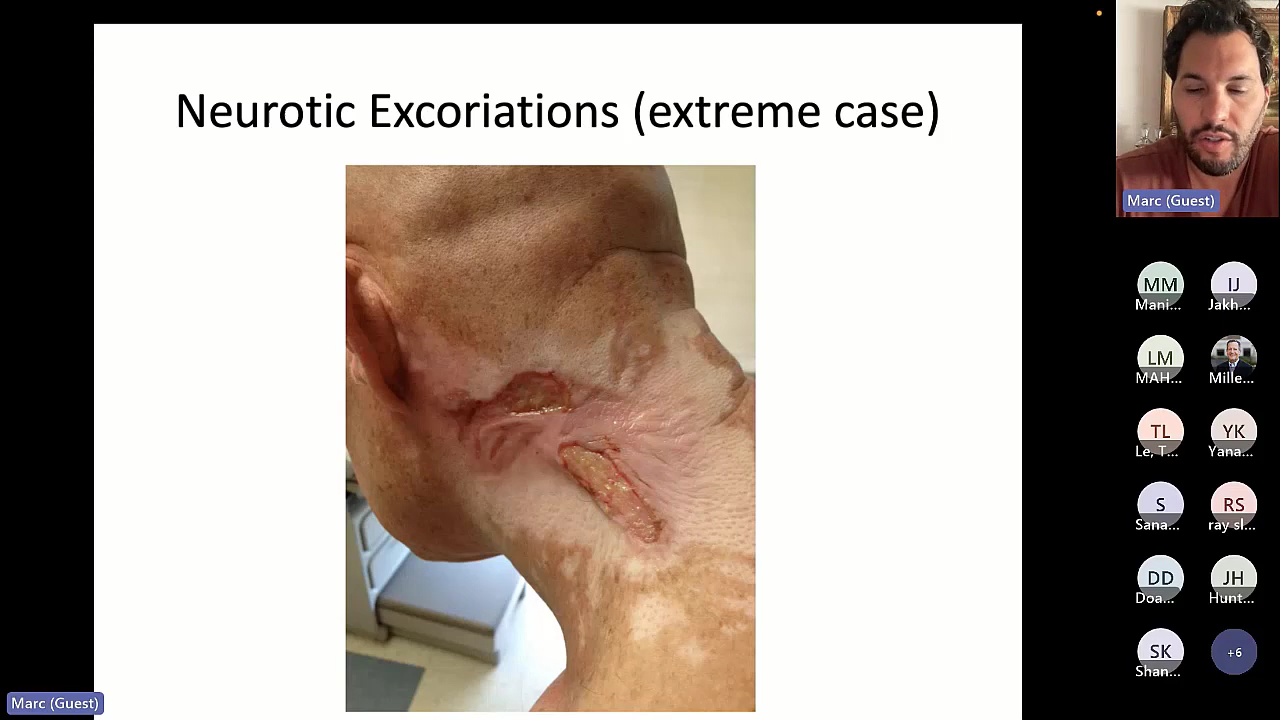 Neurotic Excoriations (extreme case)
Marc (Guest)
MM
Mani...
IJ
Jakh...
LM
MAH...
Mille...
TL
Le, T...
YK
Yana...
S
Sana...
RS
ray sl...
DD
Doa...
JH
Hunt...
SK
Shan...
+6
Marc (Guest)